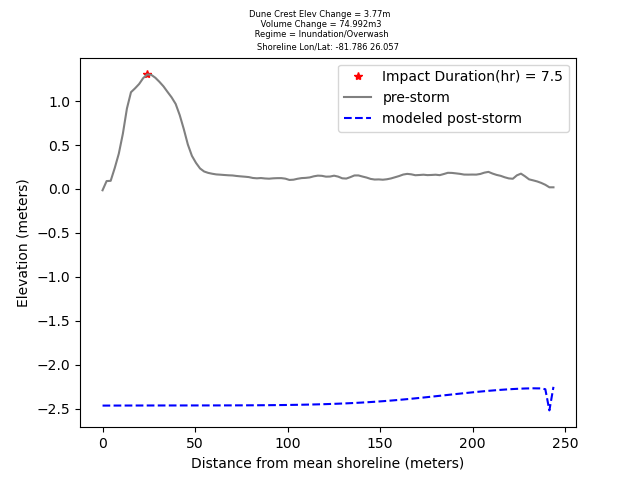 Dune Crest Elev Change = 3.77m
Volume Change = 74.992m3
Regime = Inundation/Overwash
Shoreline Lon/Lat: -81.786 26.057
Impact Duration(hr) = 7.5
pre-storm
modeled post-storm
1.0
0.5
0.0
−0.5
−1.0
−1.5
−2.0
−2.5
Elevation (meters)
0 50 100 150 200 250
Distance from mean shoreline (meters)